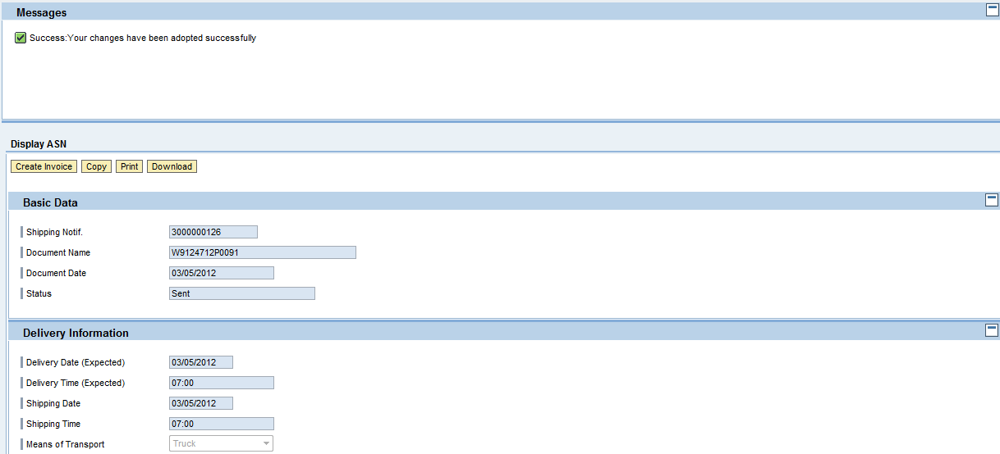 Messages
Success:Your changes have been adopted successfully
Display ASN
Create Invoice Copy Print Download
Basic Data
Shipping Notif. 3000000126
Document Name W9124712P0091
Document Date 03/05/2012
Status Sent
Delivery Information
Delivery Date (Expected) 03/05/2012
Delivery Time (Expected) 07:00
Shipping Date 03/05/2012
Shipping Time 07:00
Means of Transport Truck